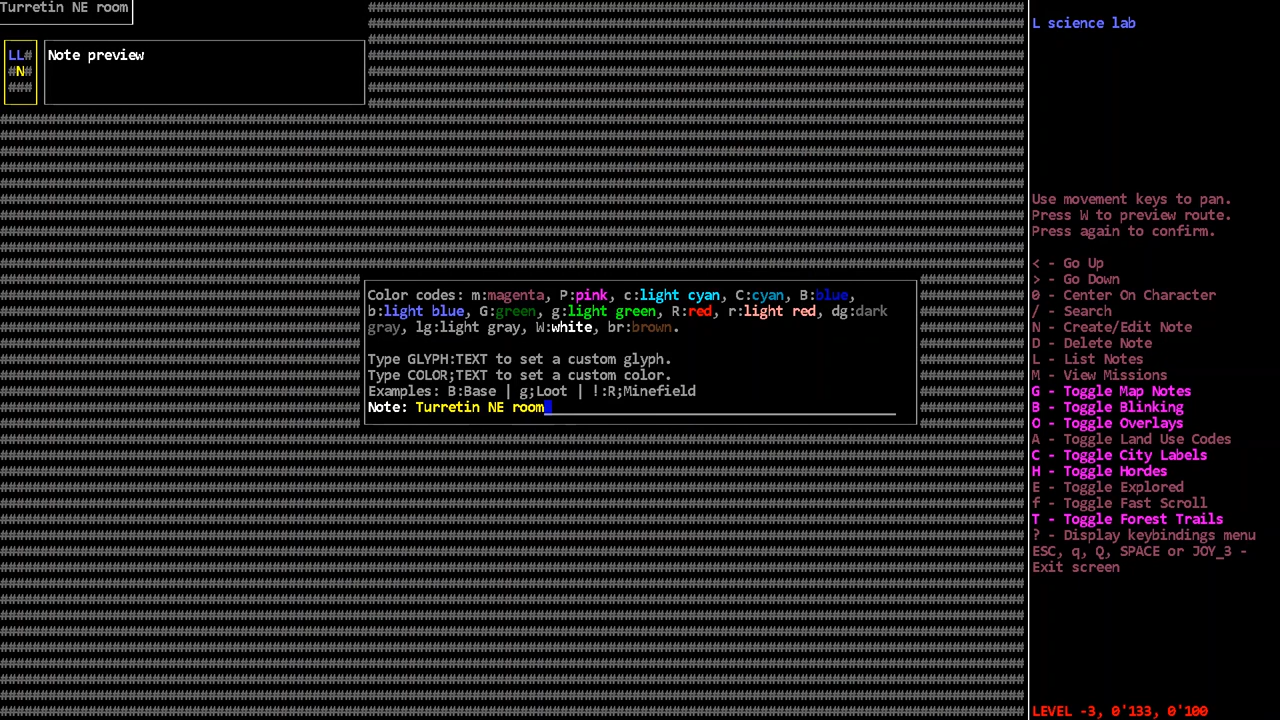 Turretin NE room
LL#
#N#
###
Note preview
Color codes: m:magenta, P:pink, c:light cyan, C:cyan, B:blue,
b:light blue, G:green, g:light green, R:red, r:light red, dg:dark
gray, lg:light gray, W:white, br:brown.
Type GLYPH:TEXT to set a custom glyph.
Type COLOR;TEXT to set a custom color.
Examples: B:Base | g;Loot | !:R;Minefield
Note: Turretin NE room
L science lab
Use movement keys to pan.
Press W to preview route.
Press again to confirm.
< - Go Up
> - Go Down
0 - Center On Character
/ - Search
N - Create/Edit Note
D - Delete Note
L - List Notes
M - View Missions
G - Toggle Map Notes
B - Toggle Blinking
O - Toggle Overlays
A - Toggle Land Use Codes
C - Toggle City Labels
H - Toggle Hordes
E - Toggle Explored
f - Toggle Fast Scroll
T - Toggle Forest Trails
? - Display keybindings menu
ESC, q, Q, SPACE or JOY_3 -
Exit screen
LEVEL -3, 0'133, 0'100